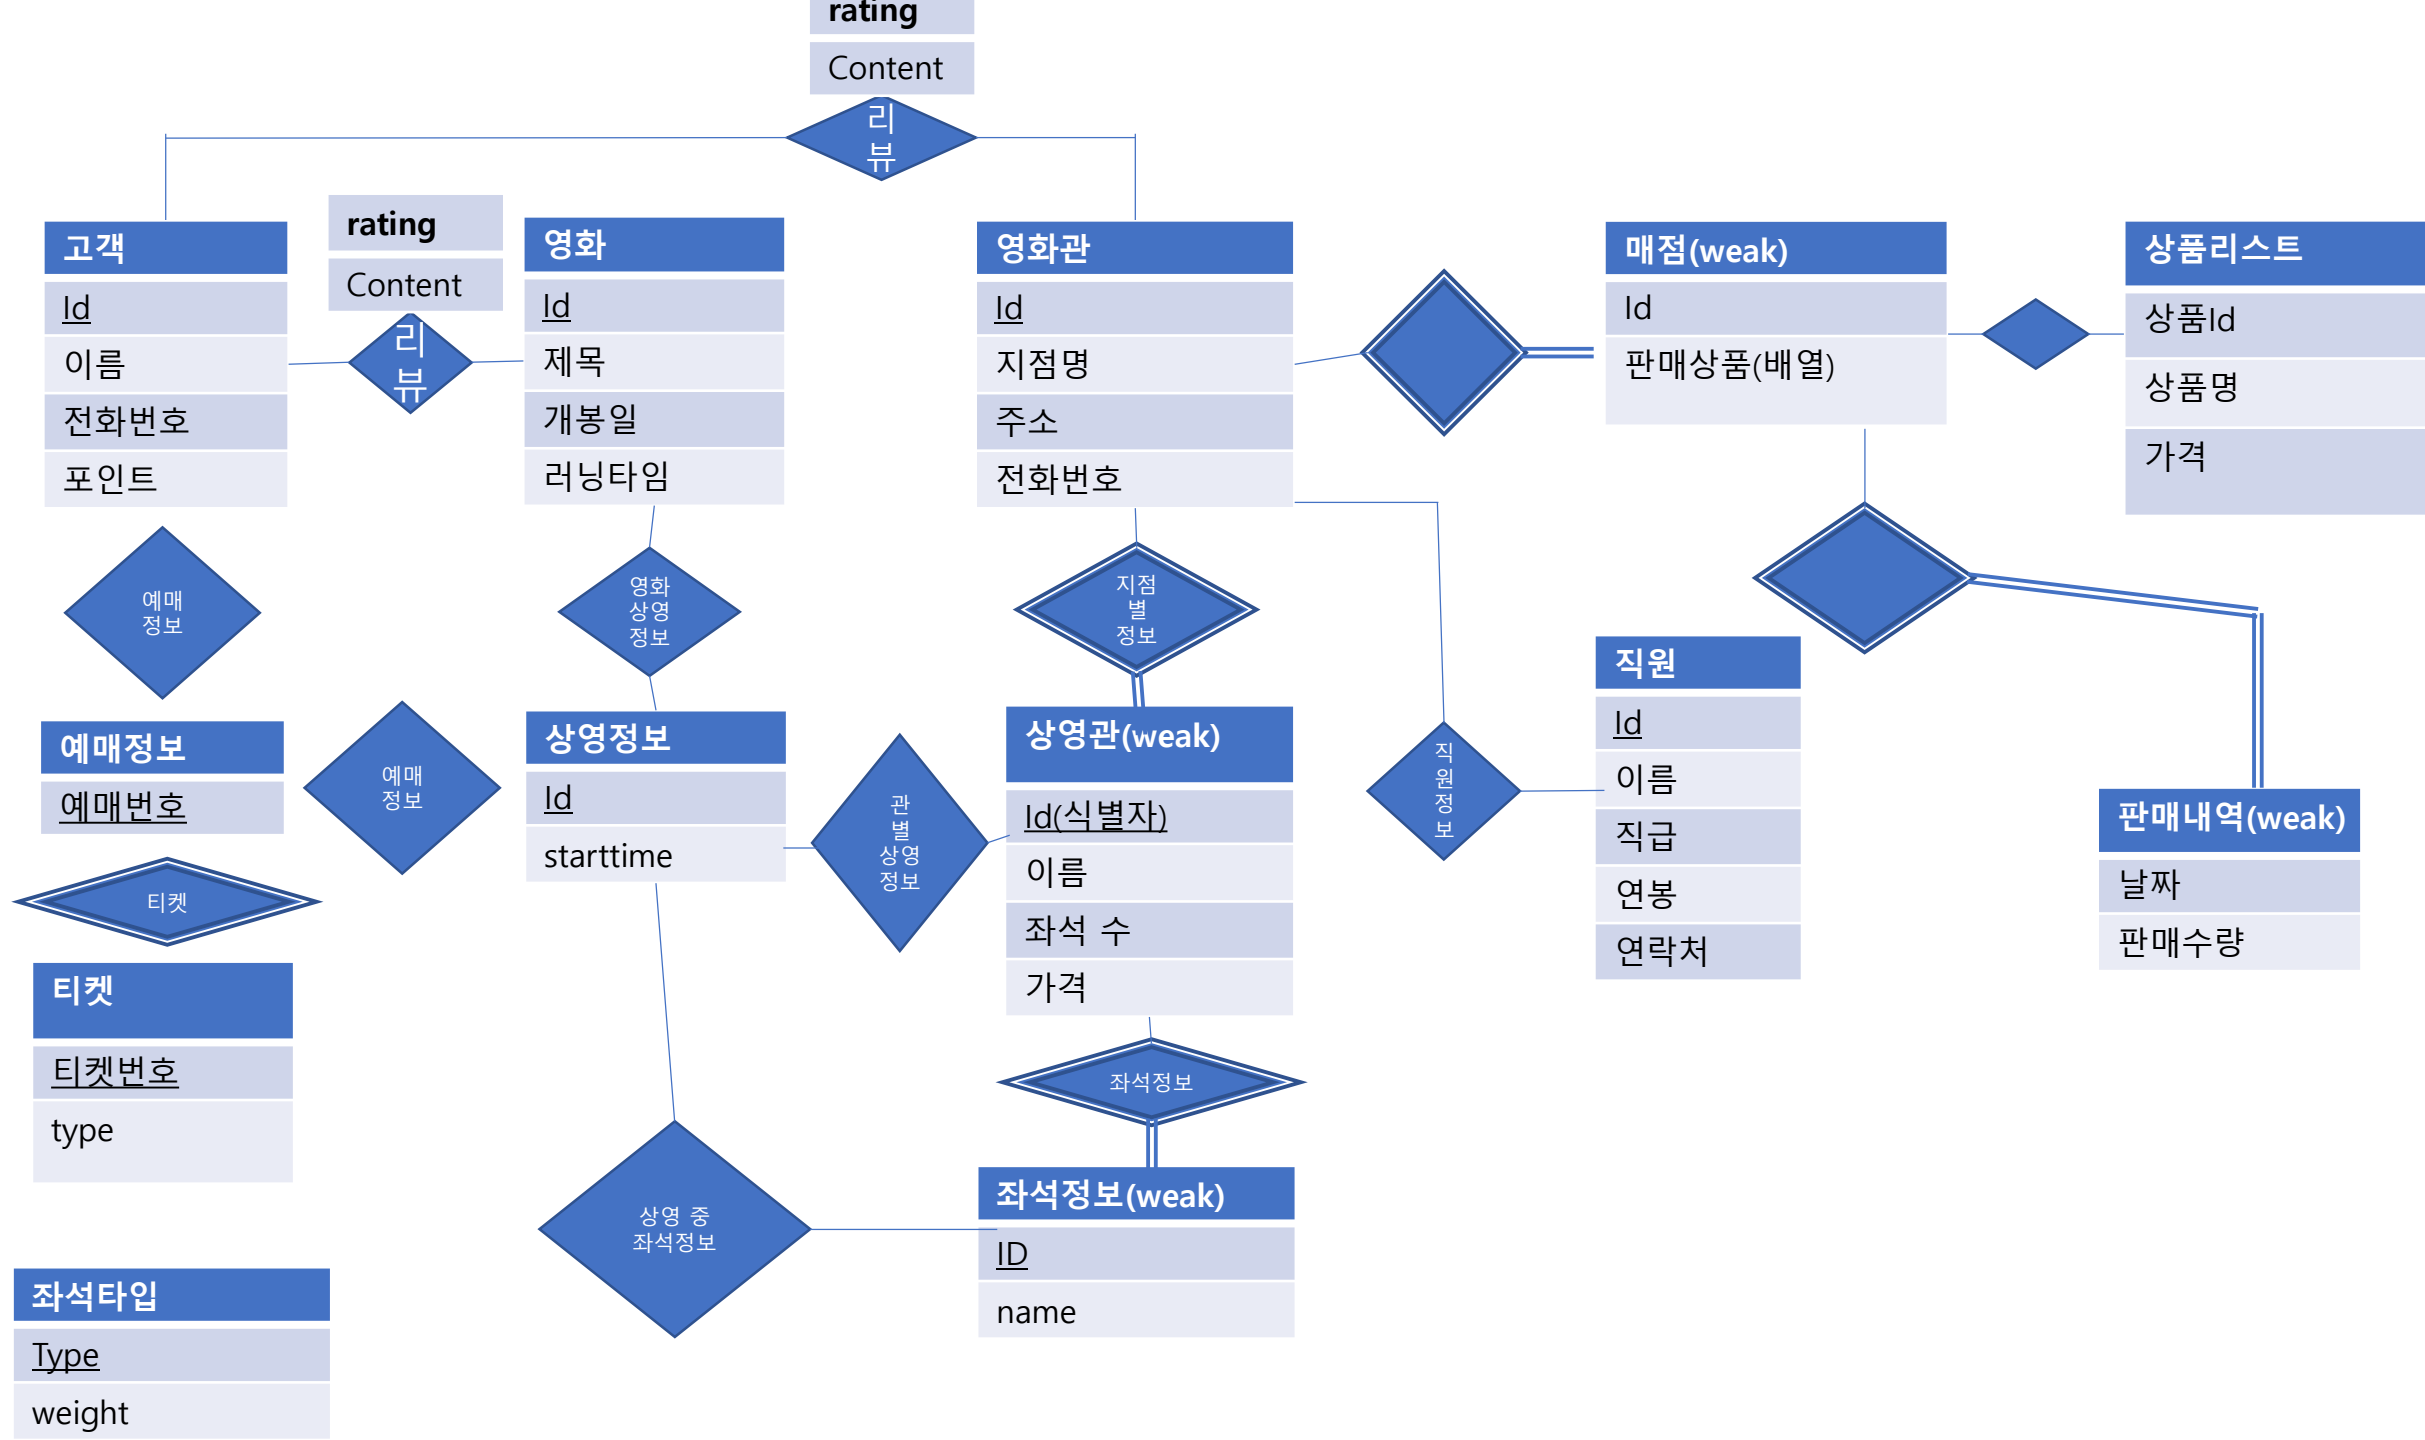 rating
Content
리
뷰
고객
Id
이름
전화번호
포인트
rating
Content
리
뷰
영화
Id
제목
개봉일
러닝타임
영화관
Id
지점명
주소
전화번호
매점(weak)
Id
판매상품(배열)
상품리스트
상품Id
상품명
가격
예매
정보
영화
상영
정보
지점
별
정보
예매정보
예매번호
예매
정보
상영정보
Id
starttime
관
별
상영
정보
상영관(weak)
Id(식별자)
이름
좌석 수
가격
직
원
정
보
직원
Id
이름
직급
연봉
연락처
판매내역(weak)
날짜
판매수량
티켓
티켓
티켓번호
type
좌석정보
상영 중
좌석정보
좌석정보(weak)
ID
name
좌석타입
Type
weight